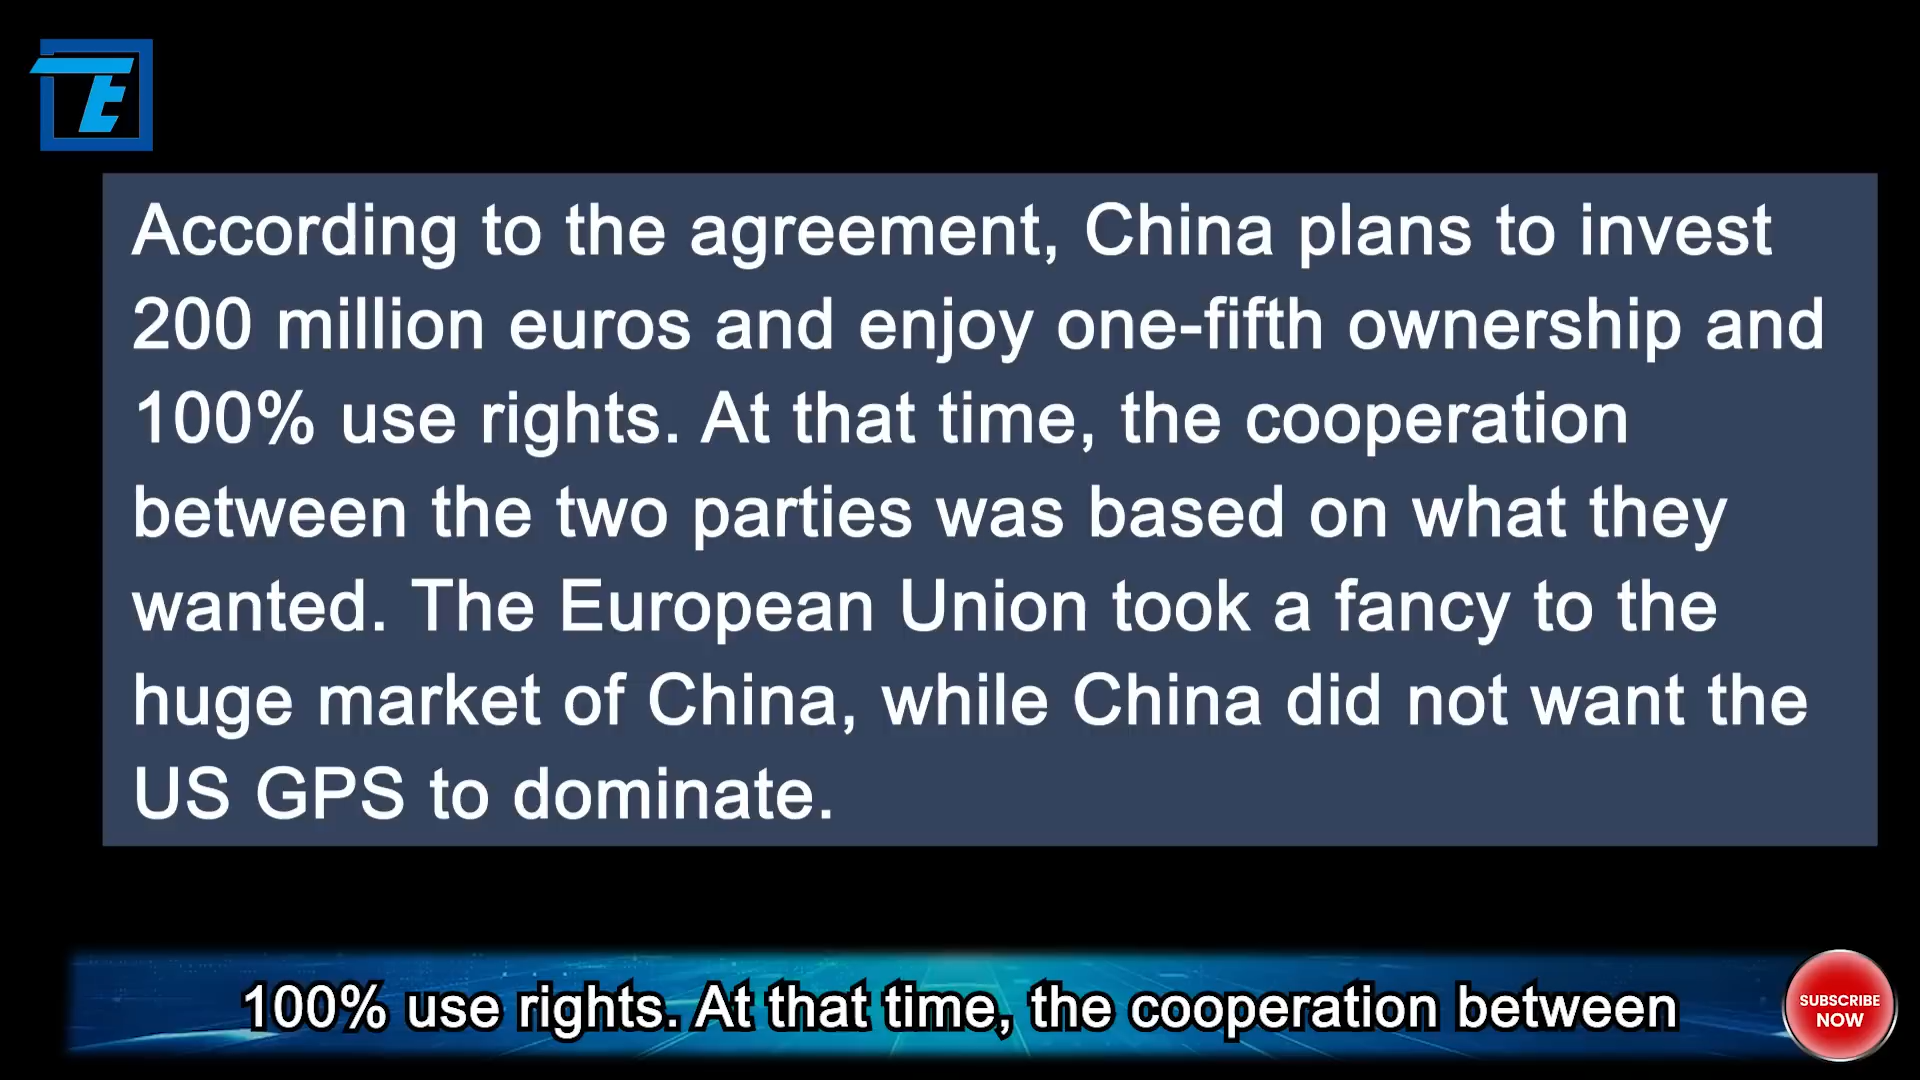 TE
According to the agreement, China plans to invest
200 million euros and enjoy one-fifth ownership and
100% use rights. At that time, the cooperation
between the two parties was based on what they
wanted. The European Union took a fancy to the
huge market of China, while China did not want the
US GPS to dominate.
100% use rights. At that time, the cooperation between
SUBSCRIBE
NOW